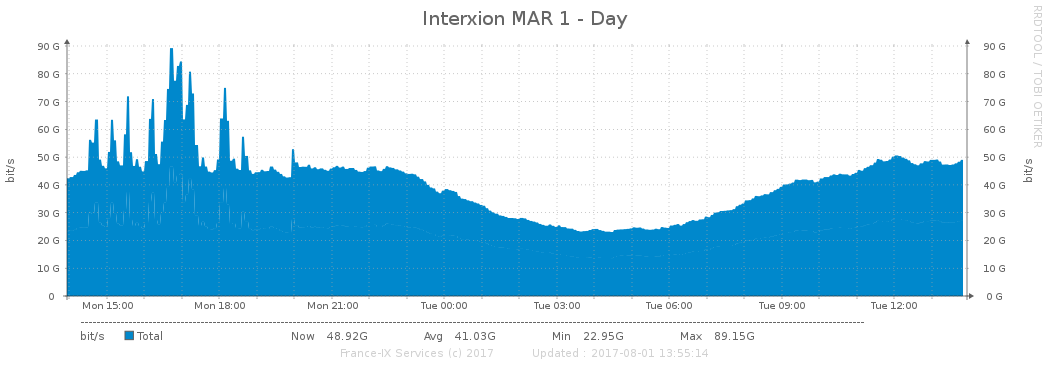 Interxion MAR 1 - Day
RRDTOOL / TOBI OETIKER
bit/s
90 G 90 G
80 G 80 G
70 G 70 G
60 G 60 G
50 G 50 G
40 G 40 G
30 G 30 G
20 G 20 G
10 G 10 G
0 0 G
bit/s
Mon 15:00 Mon 18:00 Mon 21:00 Tue 00:00 Tue 03:00 Tue 06:00 Tue 09:00 Tue 12:00
bit/s Total Now 48.92G Avg 41.03G Min 22.95G Max 89.15G
France-IX Services (c) 2017 Updated : 2017-08-01 13:55:14